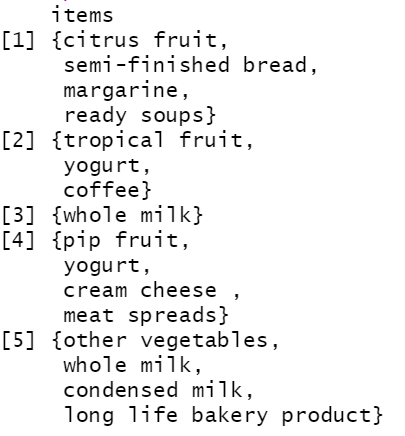 items
[1] {citrus fruit,
semi-finished bread,
margarine,
ready soups}
[2] {tropical fruit,
yogurt,
coffee}
[3] {whole milk}
[4] {pip fruit,
yogurt,
cream cheese ,
meat spreads}
[5] {other vegetables,
whole milk,
condensed milk,
long life bakery product}